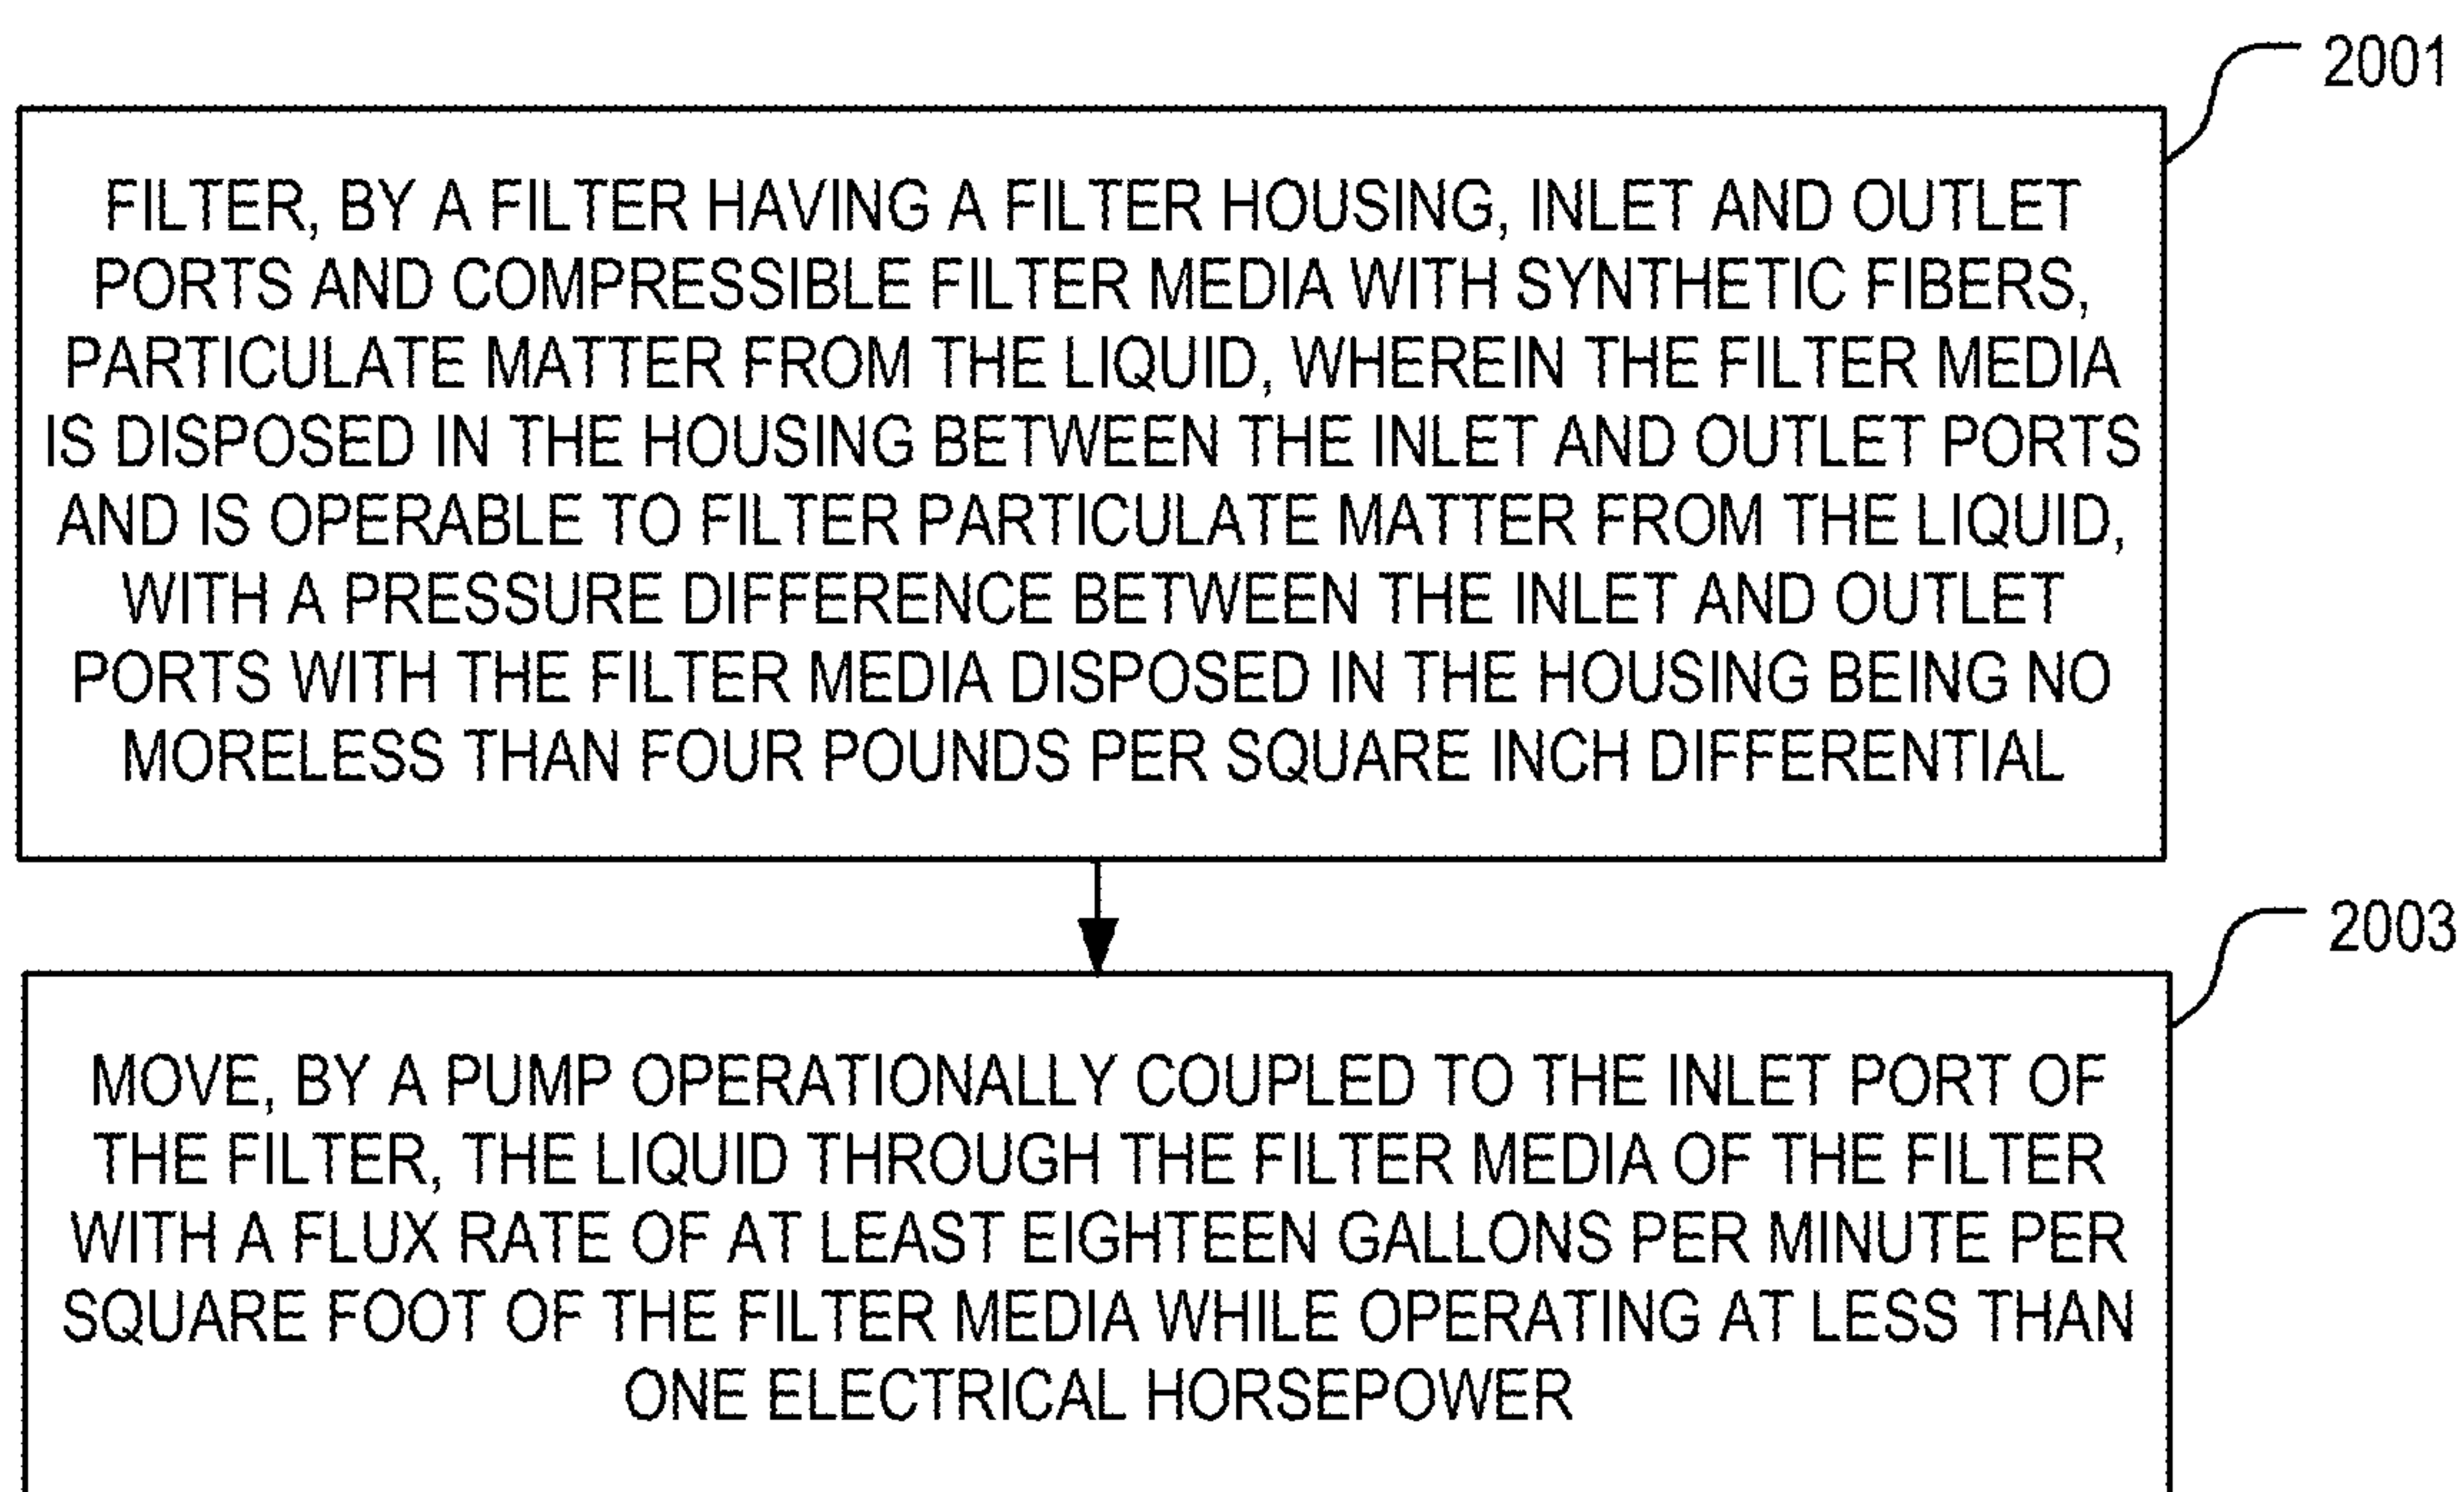 2001
FILTER, BY A FILTER HAVING A FILTER HOUSING, INLET AND OUTLET
PORTS AND COMPRESSIBLE FILTER MEDIA WITH SYNTHETIC FIBERS,
PARTICULATE MATTER FROM THE LIQUID, WHEREIN THE FILTER MEDIA
IS DISPOSED IN THE HOUSING BETWEEN THE INLET AND OUTLET PORTS
AND IS OPERABLE TO FILTER PARTICULATE MATTER FROM THE LIQUID,
WITH A PRESSURE DIFFERENCE BETWEEN THE INLET AND OUTLET
PORTS WITH THE FILTER MEDIA DISPOSED IN THE HOUSING BEING NO
MORELESS THAN FOUR POUNDS PER SQUARE INCH DIFFERENTIAL
2003
MOVE, BY A PUMP OPERATIONALLY COUPLED TO THE INLET PORT OF
THE FILTER, THE LIQUID THROUGH THE FILTER MEDIA OF THE FILTER
WITH A FLUX RATE OF AT LEAST EIGHTEEN GALLONS PER MINUTE PER
SQUARE FOOT OF THE FILTER MEDIA WHILE OPERATING AT LESS THAN
ONE ELECTRICAL HORSEPOWER